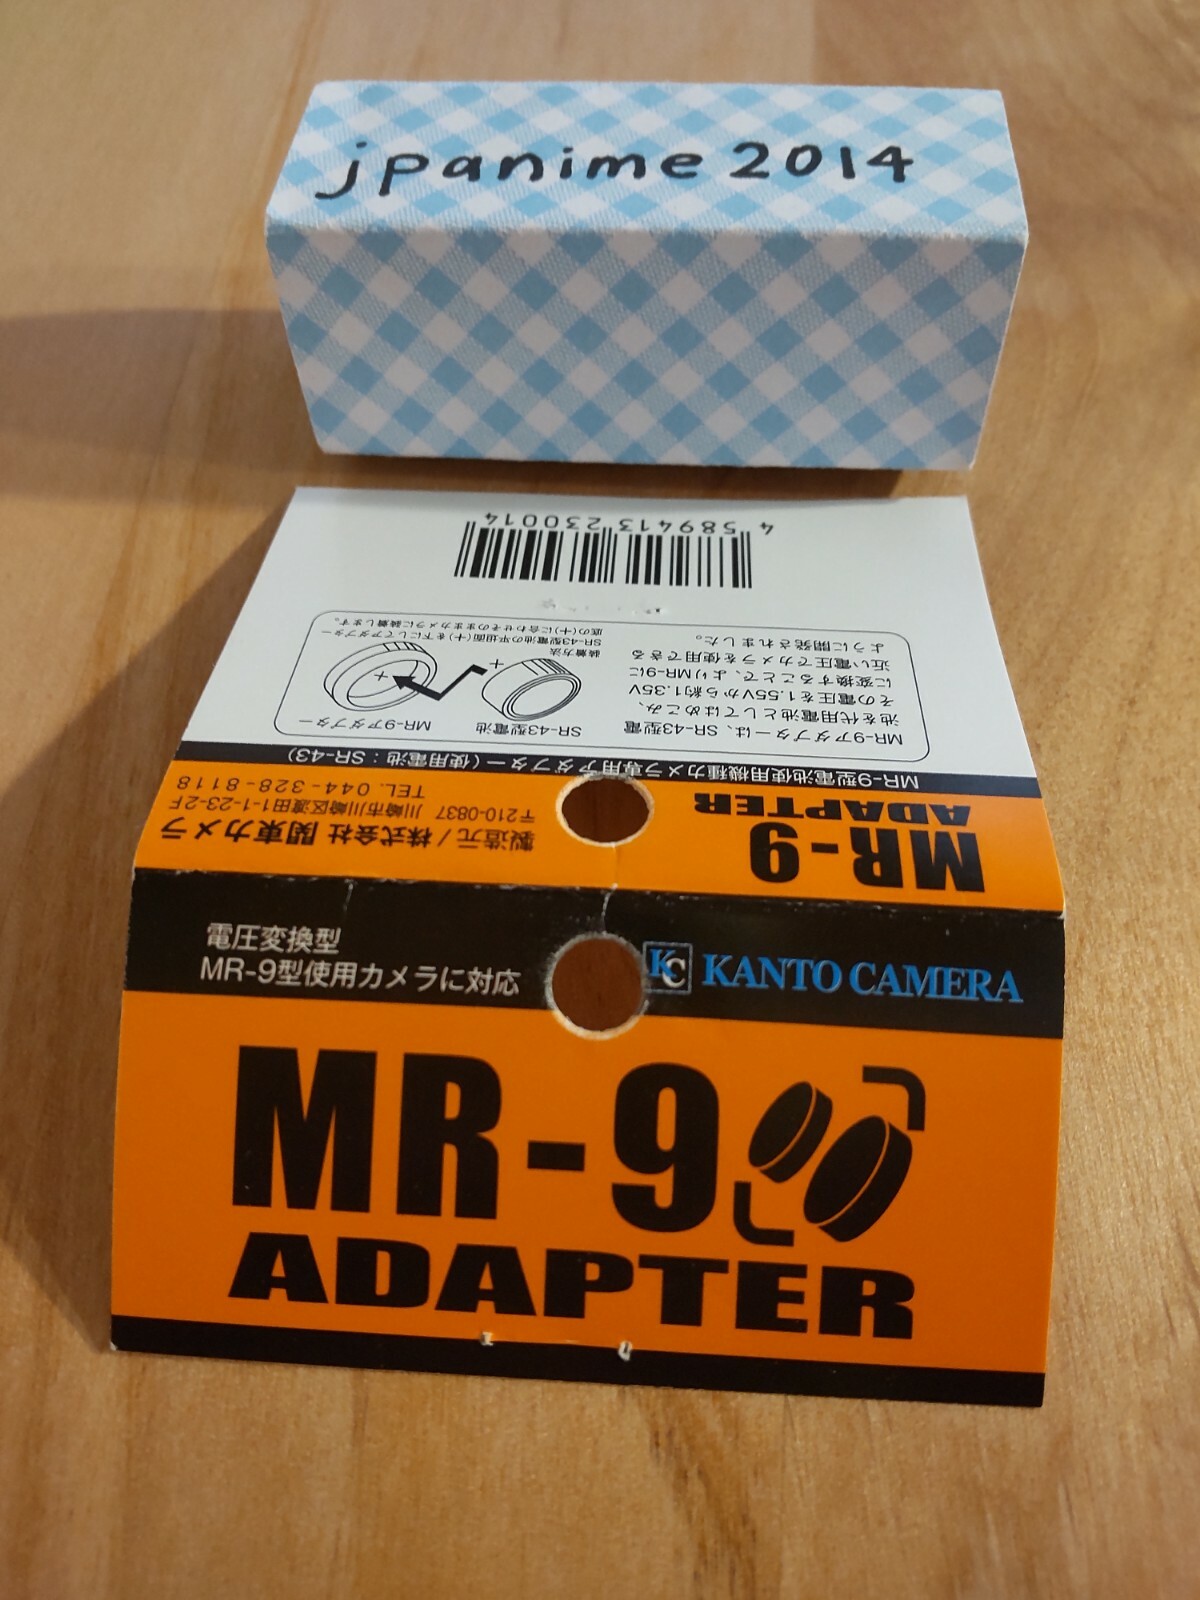 jpanime2014
4 589413 230014
MR-9アダプターは、SR-43型電
池を代用電池としてはめこみ、
その電圧を1.55Vから約1.35V
に変換することで、よりMR-9に
近い電圧でカメラを使用できる
ように開発されました。
MR-9アダプター
SR-43型電池
+
+
装着方法
SR-43型電池の平坦面(+)を下にしてアダプター
底の(+)に合わせそのままカメラに装着します。
MR-9型電池使用機種カメラ専用アダプター(使用電池:SR-43)
MR-9
ADAPTER
製造元/株式会社 関東カメラ
〒210-0837 川崎市川崎区渡田1-1-23-2F
TEL. 044-328-8118
電圧変換型
MR-9型使用カメラに対応
KC KANTO CAMERA
MR-9
ADAPTER